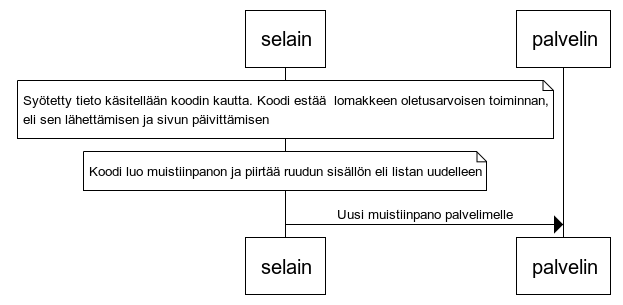 selain
palvelin
Syötetty tieto käsitellään koodin kautta. Koodi estää  lomakkeen oletusarvoisen toiminnan,
eli sen lähettämisen ja sivun päivittämisen
Koodi luo muistiinpanon ja piirtää ruudun sisällön eli listan uudelleen
Uusi muistiinpano palvelimelle
selain
palvelin